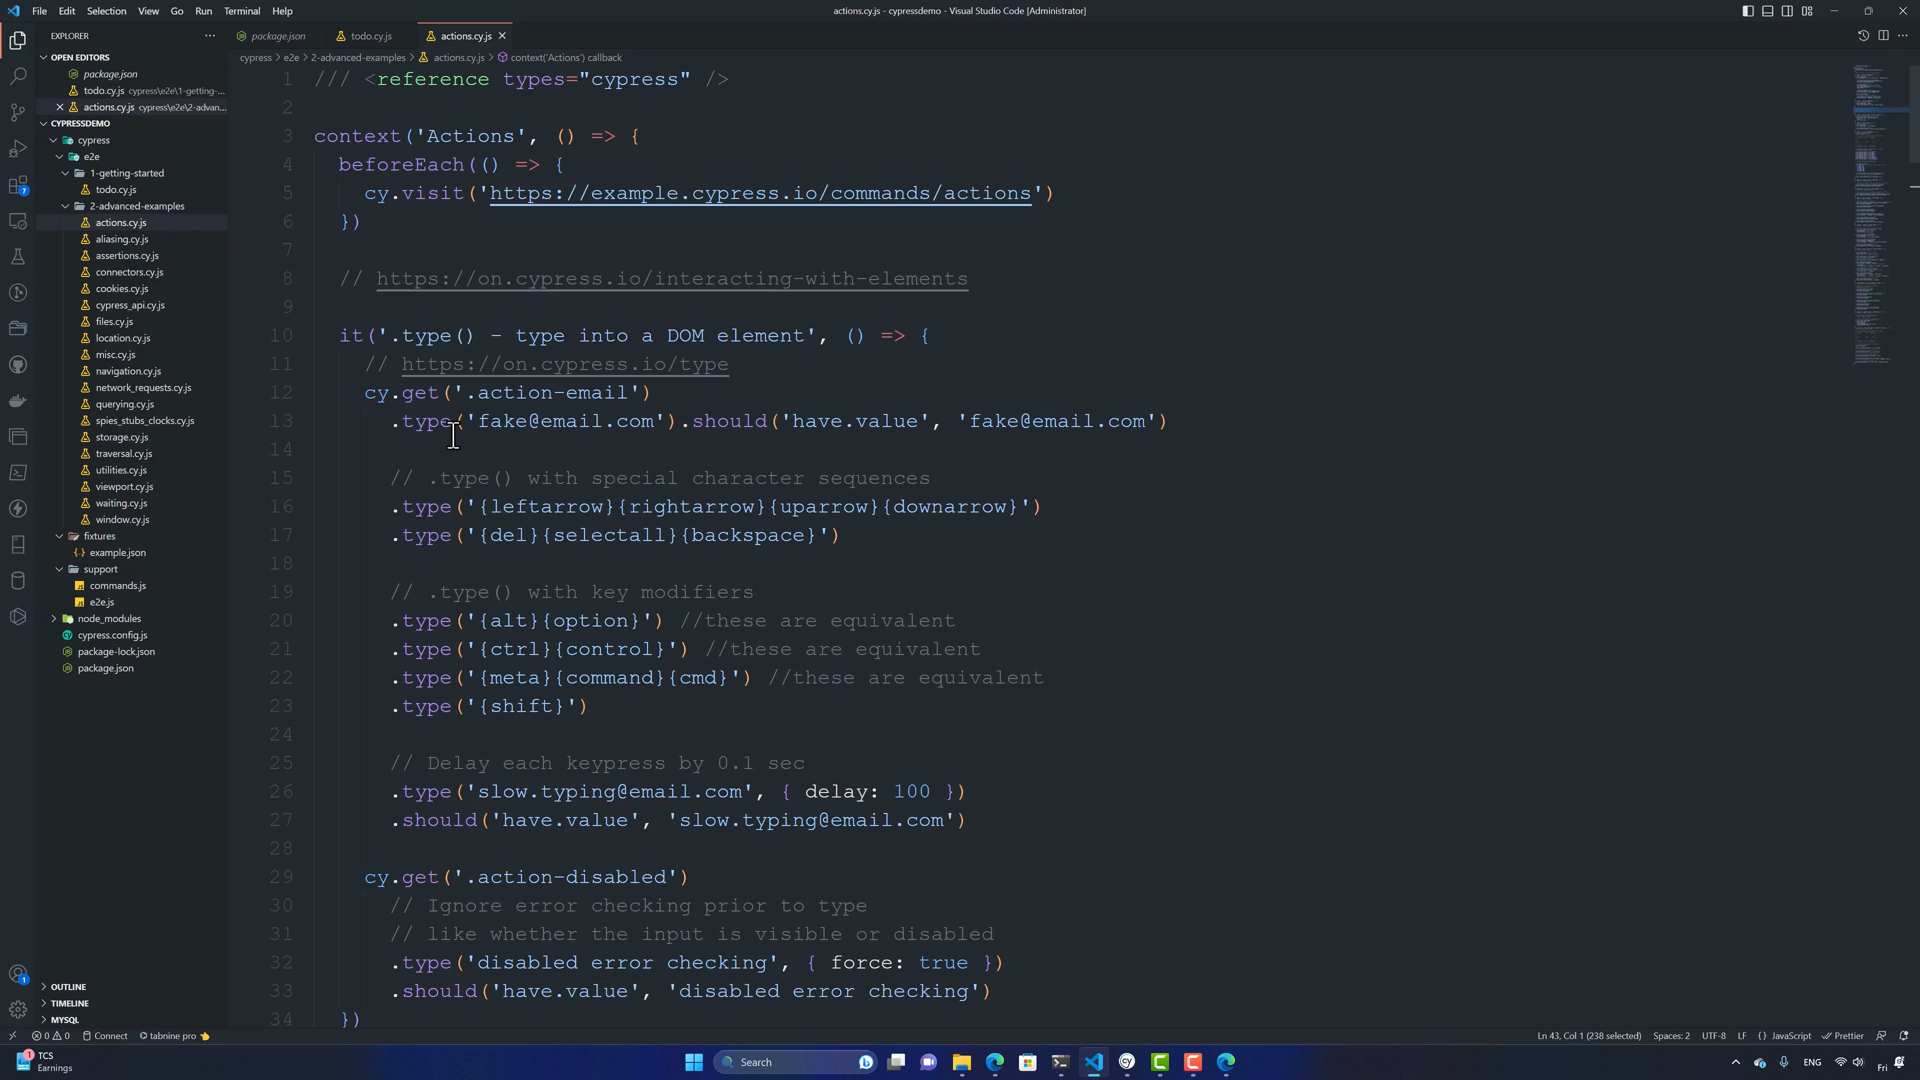 File Edit Selection View Go Run Terminal Help
actions.cy.js - cypressdemo - Visual Studio Code [Administrator]
EXPLORER
package.json
todo.cy.js
actions.cy.js
cypress > e2e > 2-advanced-examples > actions.cy.js > context('Actions') callback
OPEN EDITORS
package.json
todo.cy.js cypress\e2e\1-getting-...
actions.cy.js cypress\e2e\2-advan...
CYPRESSDEMO
cypress
e2e
1-getting-started
todo.cy.js
2-advanced-examples
actions.cy.js
aliasing.cy.js
assertions.cy.js
connectors.cy.js
cookies.cy.js
cypress_api.cy.js
files.cy.js
location.cy.js
misc.cy.js
navigation.cy.js
network_requests.cy.js
querying.cy.js
spies_stubs_clocks.cy.js
storage.cy.js
traversal.cy.js
utilities.cy.js
viewport.cy.js
waiting.cy.js
window.cy.js
fixtures
example.json
support
commands.js
e2e.js
node_modules
cypress.config.js
package-lock.json
package.json
OUTLINE
TIMELINE
MYSQL
1 /// <reference types="cypress" />
2
3 context('Actions', () => {
4 beforeEach(() => {
5 cy.visit('https://example.cypress.io/commands/actions')
6 })
7
8 // https://on.cypress.io/interacting-with-elements
9
10 it('.type() - type into a DOM element', () => {
11 // https://on.cypress.io/type
12 cy.get('.action-email')
13 .type('fake@email.com').should('have.value', 'fake@email.com')
14
15 // .type() with special character sequences
16 .type('{leftarrow}{rightarrow}{uparrow}{downarrow}')
17 .type('{del}{selectall}{backspace}')
18
19 // .type() with key modifiers
20 .type('{alt}{option}') //these are equivalent
21 .type('{ctrl}{control}') //these are equivalent
22 .type('{meta}{command}{cmd}') //these are equivalent
23 .type('{shift}')
24
25 // Delay each keypress by 0.1 sec
26 .type('slow.typing@email.com', { delay: 100 })
27 .should('have.value', 'slow.typing@email.com')
28
29 cy.get('.action-disabled')
30 // Ignore error checking prior to type
31 // like whether the input is visible or disabled
32 .type('disabled error checking', { force: true })
33 .should('have.value', 'disabled error checking')
34 })
7
1
0 0 Connect tabnine pro
Ln 43, Col 1 (238 selected) Spaces: 2 UTF-8 LF {} JavaScript Prettier
1
TCS
Earnings
Search
ENG
Fri